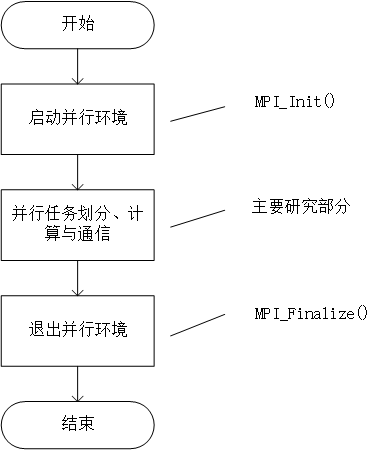 开始
启动并行环境
MPI_Init()
并行任务划分、计
算与通信
主要研究部分
退出并行环境
MPI_Finalize()
结束